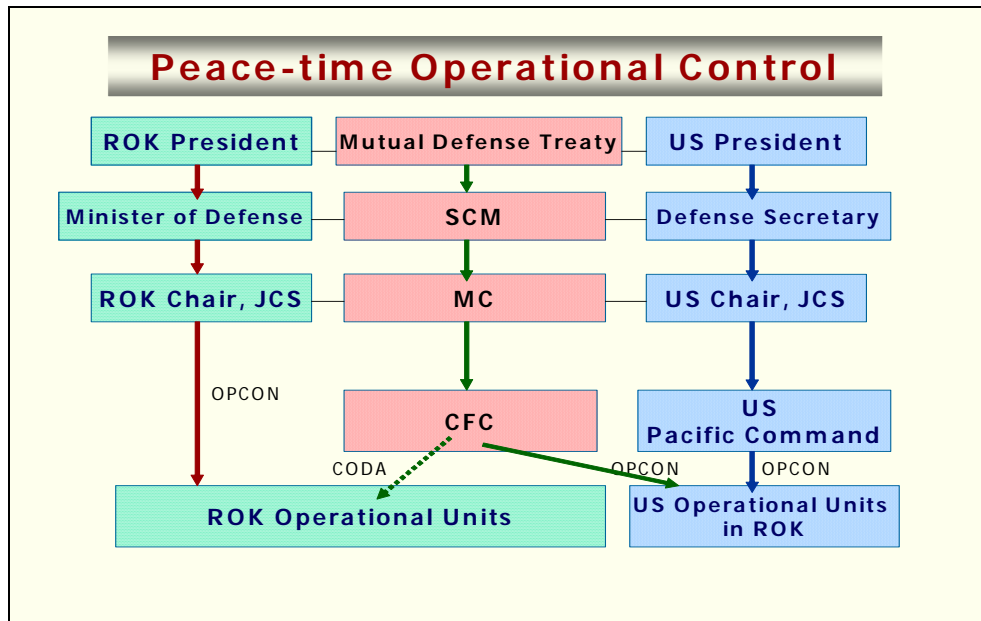 Peace-time Operational Control
ROK President
Mutual Defense Treaty
US President
Minister of Defense
SCM
Defense Secretary
ROK Chair, JCS
MC
US Chair, JCS
OPCON
CFC
US
Pacific Command
CODA
OPCON
OPCON
ROK Operational Units
US Operational Units
in ROK